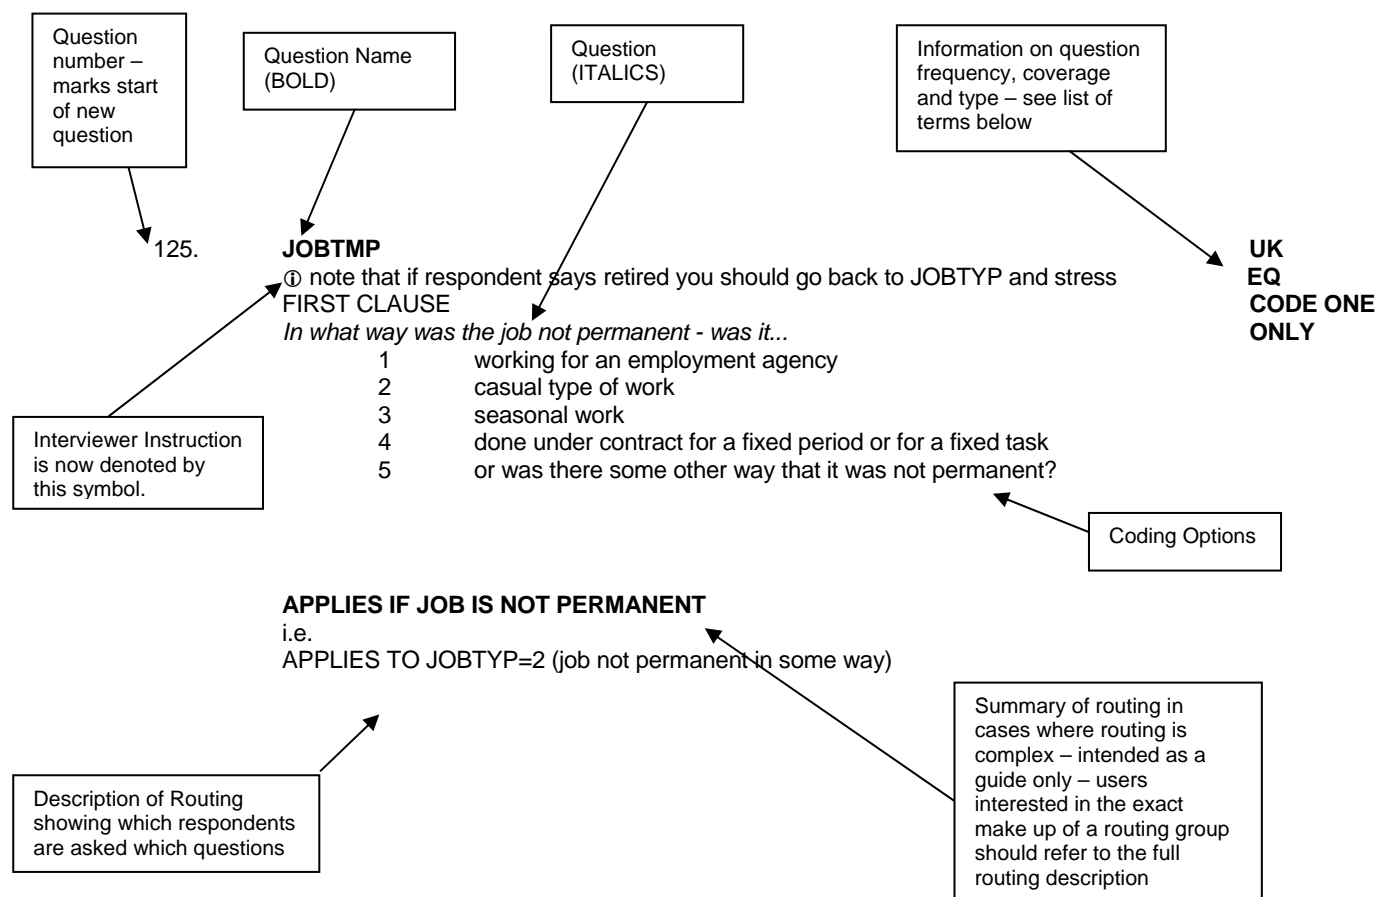 Question
number –
marks start
of new
question
Question Name
(BOLD)
Question
(ITALICS)
Information on question
frequency, coverage
and type – see list of
terms below
125.
JOBTMP
ⓘ note that if respondent says retired you should go back to JOBTYP and stress
FIRST CLAUSE
In what way was the job not permanent - was it...
1 working for an employment agency
2 casual type of work
3 seasonal work
4 done under contract for a fixed period or for a fixed task
5 or was there some other way that it was not permanent?
UK
EQ
CODE ONE
ONLY
Interviewer Instruction
is now denoted by
this symbol.
Coding Options
APPLIES IF JOB IS NOT PERMANENT
i.e.
APPLIES TO JOBTYP=2 (job not permanent in some way)
Description of Routing
showing which respondents
are asked which questions
Summary of routing in
cases where routing is
complex – intended as a
guide only – users
interested in the exact
make up of a routing group
should refer to the full
routing description